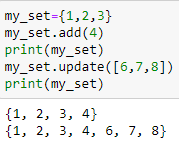 my_set={1,2,3}
my_set.add(4)
print(my_set)
my_set.update([6,7,8])
print(my_set)
{1, 2, 3, 4}
{1, 2, 3, 4, 6, 7, 8}